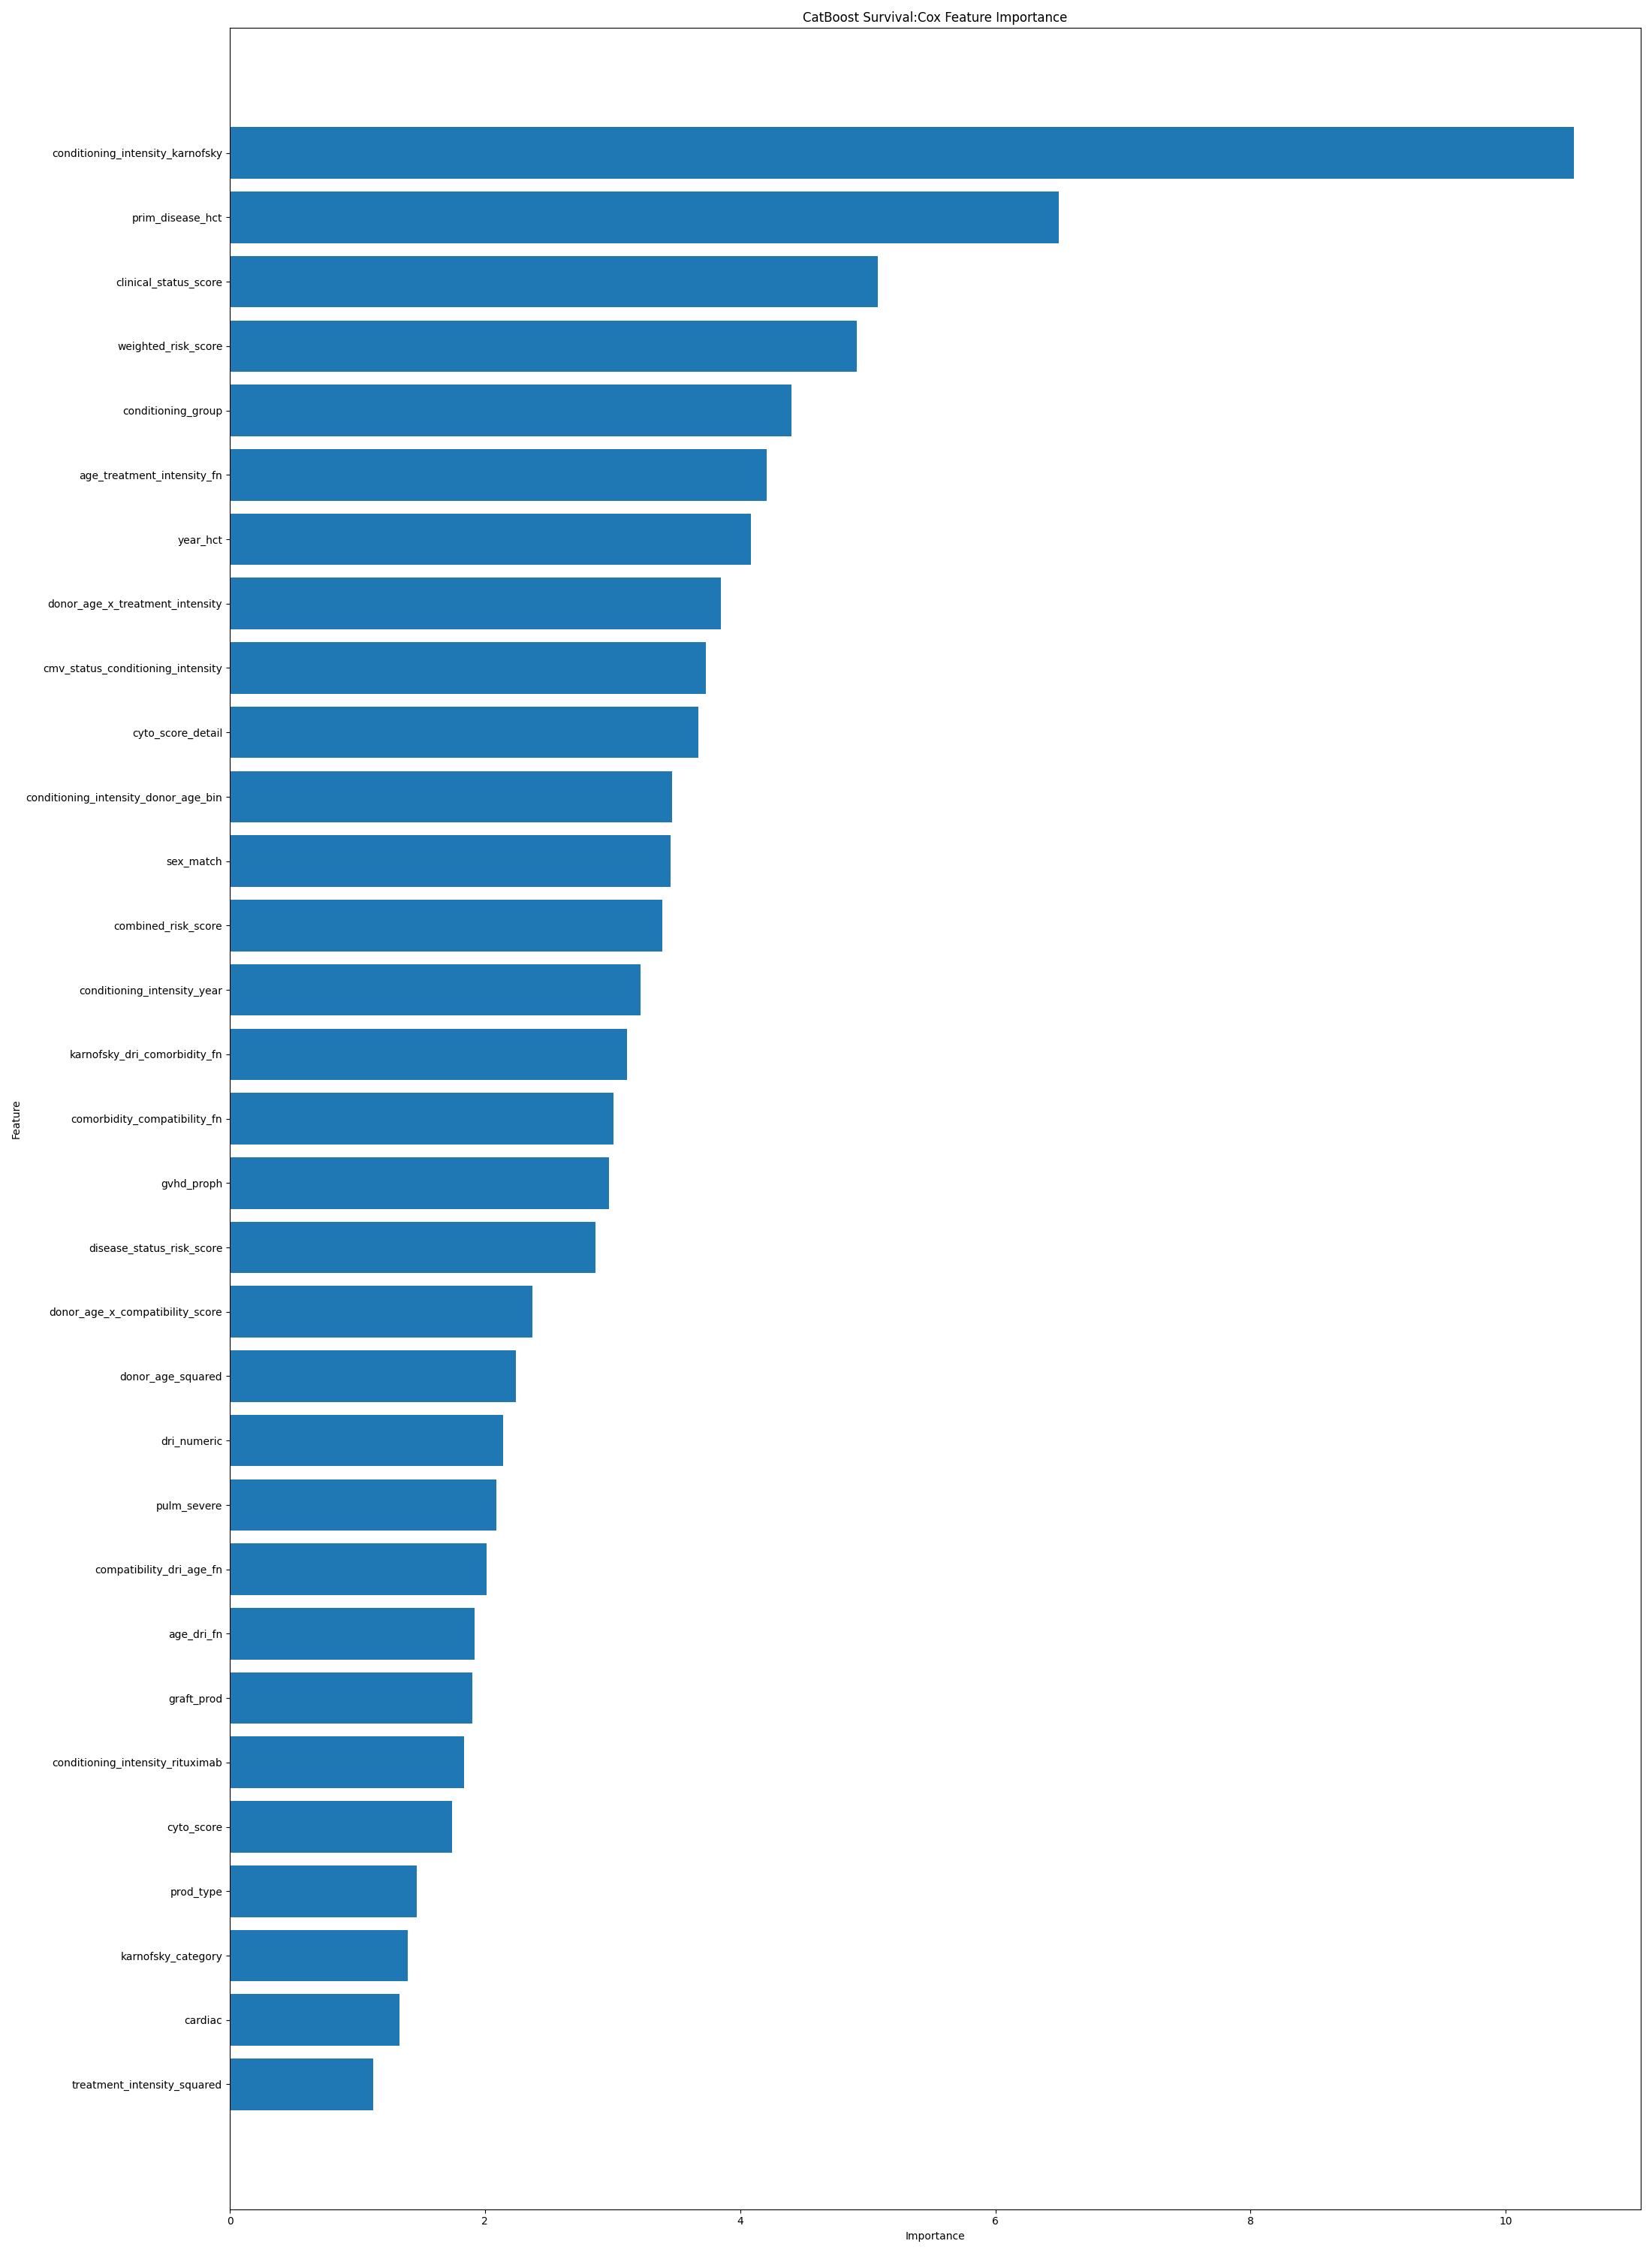 CatBoost Survival:Cox Feature Importance
conditioning_intensity_karnofsky
prim_disease_hct
clinical_status_score
weighted_risk_score
conditioning_group
age_treatment_intensity_fn
year_hct
donor_age_x_treatment_intensity
cmv_status_conditioning_intensity
cyto_score_detail
conditioning_intensity_donor_age_bin
sex_match
combined_risk_score
conditioning_intensity_year
karnofsky_dri_comorbidity_fn
comorbidity_compatibility_fn
gvhd_proph
disease_status_risk_score
donor_age_x_compatibility_score
donor_age_squared
dri_numeric
pulm_severe
compatibility_dri_age_fn
age_dri_fn
graft_prod
conditioning_intensity_rituximab
cyto_score
prod_type
karnofsky_category
cardiac
treatment_intensity_squared
Feature
0 2 4 6 8 10
Importance